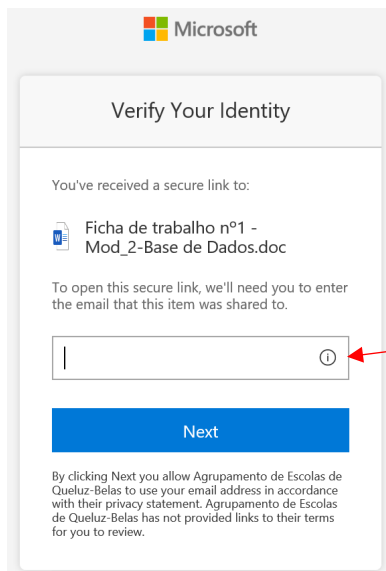 Microsoft
Verify Your Identity
You've received a secure link to:
Ficha de trabalho nº1 -
Mod_2-Base de Dados.doc
To open this secure link, we'll need you to enter
the email that this item was shared to.
Next
By clicking Next you allow Agrupamento de Escolas de
Queluz-Belas to use your email address in accordance
with their privacy statement. Agrupamento de Escolas
de Queluz-Belas has not provided links to their terms
for you to review.